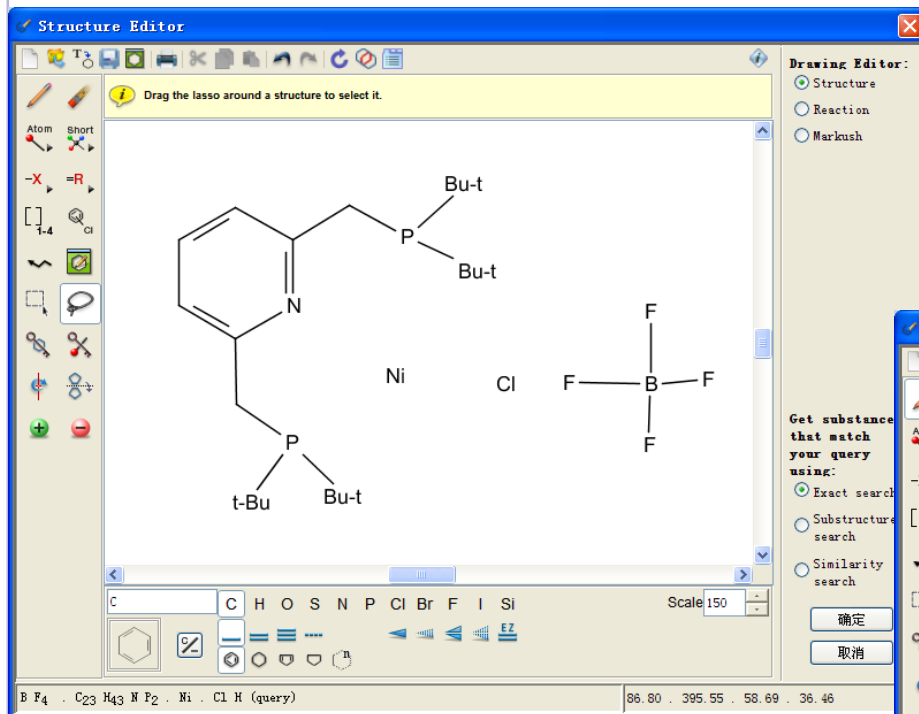 Structure Editor
Drag the lasso around a structure to select it.
Atom
Short
-X
=R
[ ]
1-4
Cl
Bu-t
P
Bu-t
N
F
Ni
Cl
F
B
F
F
P
t-Bu
Bu-t
Drawing Editor:
Structure
Reaction
Markush
Get substance
that match
your query
using:
Exact search
Substructure
search
Similarity
search
确定
取消
C
C H O S N P Cl Br F I Si
Scale 150
EZ
n
B F4 . C23 H43 N P2 . Ni . Cl H (query)
86.80 . 395.55 . 58.69 . 36.46